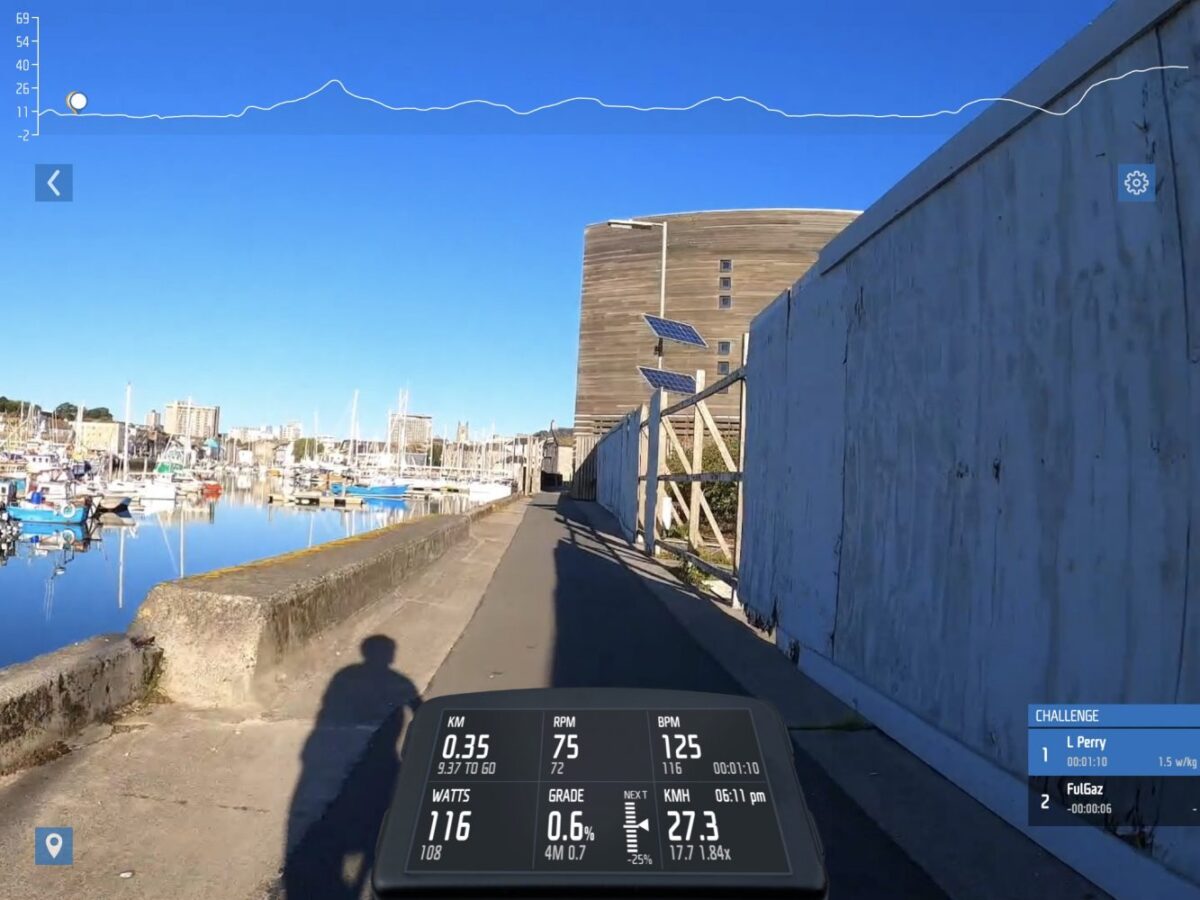 69
54
40
26
11
-2
CHALLENGE
1 L Perry
00:01:10 1.5 w/kg
2 FulGaz
-00:00:06 -
KM RPM BPM
0.35 75 125
9.37 TO GO 72 116 00:01:10
WATTS GRADE NEXT KMH 06:11 pm
116 0.6% 27.3
108 4M 0.7 -25% 17.7 1.84x